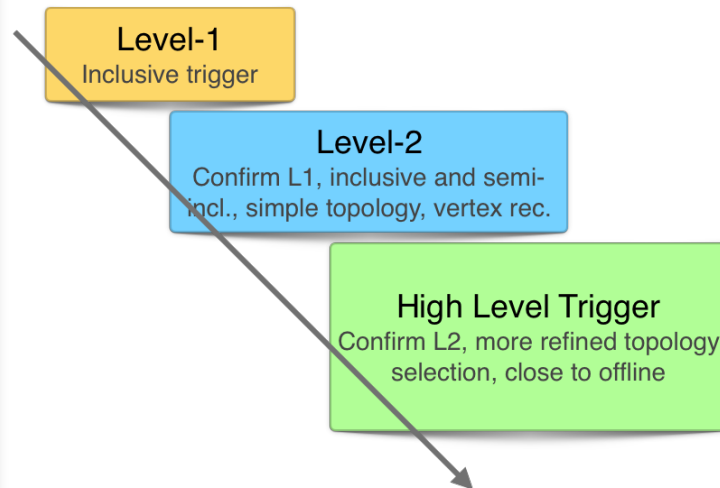 Level-1
Inclusive trigger
Level-2
Confirm L1, inclusive and semi-
incl., simple topology, vertex rec.
High Level Trigger
Confirm L2, more refined topology
selection, close to offline